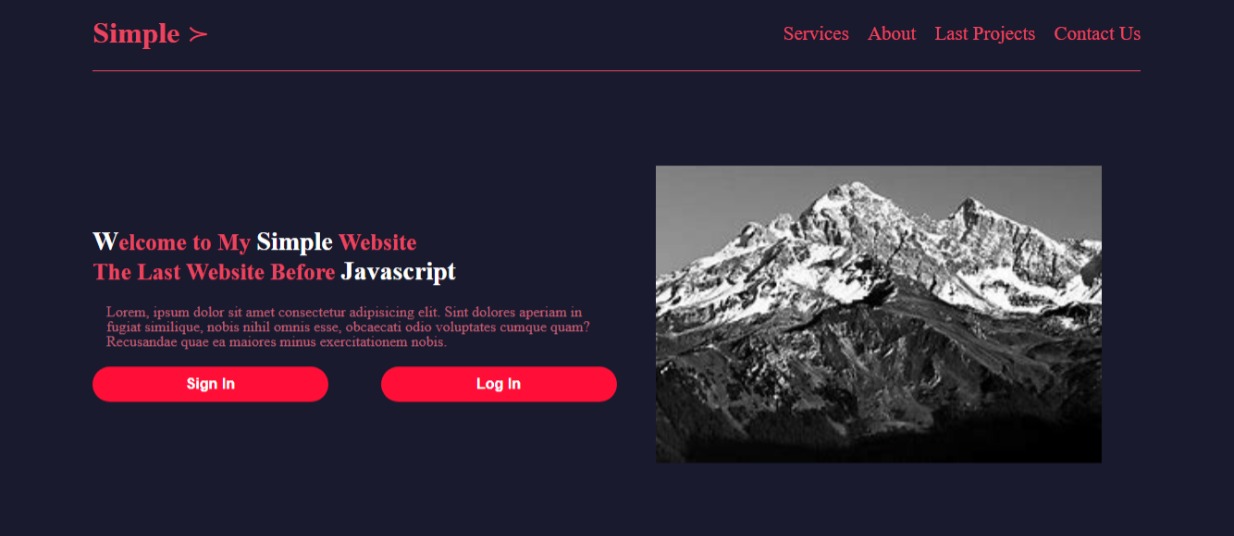 Simple ≻
Services About Last Projects Contact Us
Welcome to My Simple Website
The Last Website Before Javascript
Lorem, ipsum dolor sit amet consectetur adipisicing elit. Sint dolores aperiam in
fugiat similique, nobis nihil omnis esse, obcaecati odio voluptates cumque quam?
Recusandae quae ea maiores minus exercitationem nobis.
Sign In
Log In